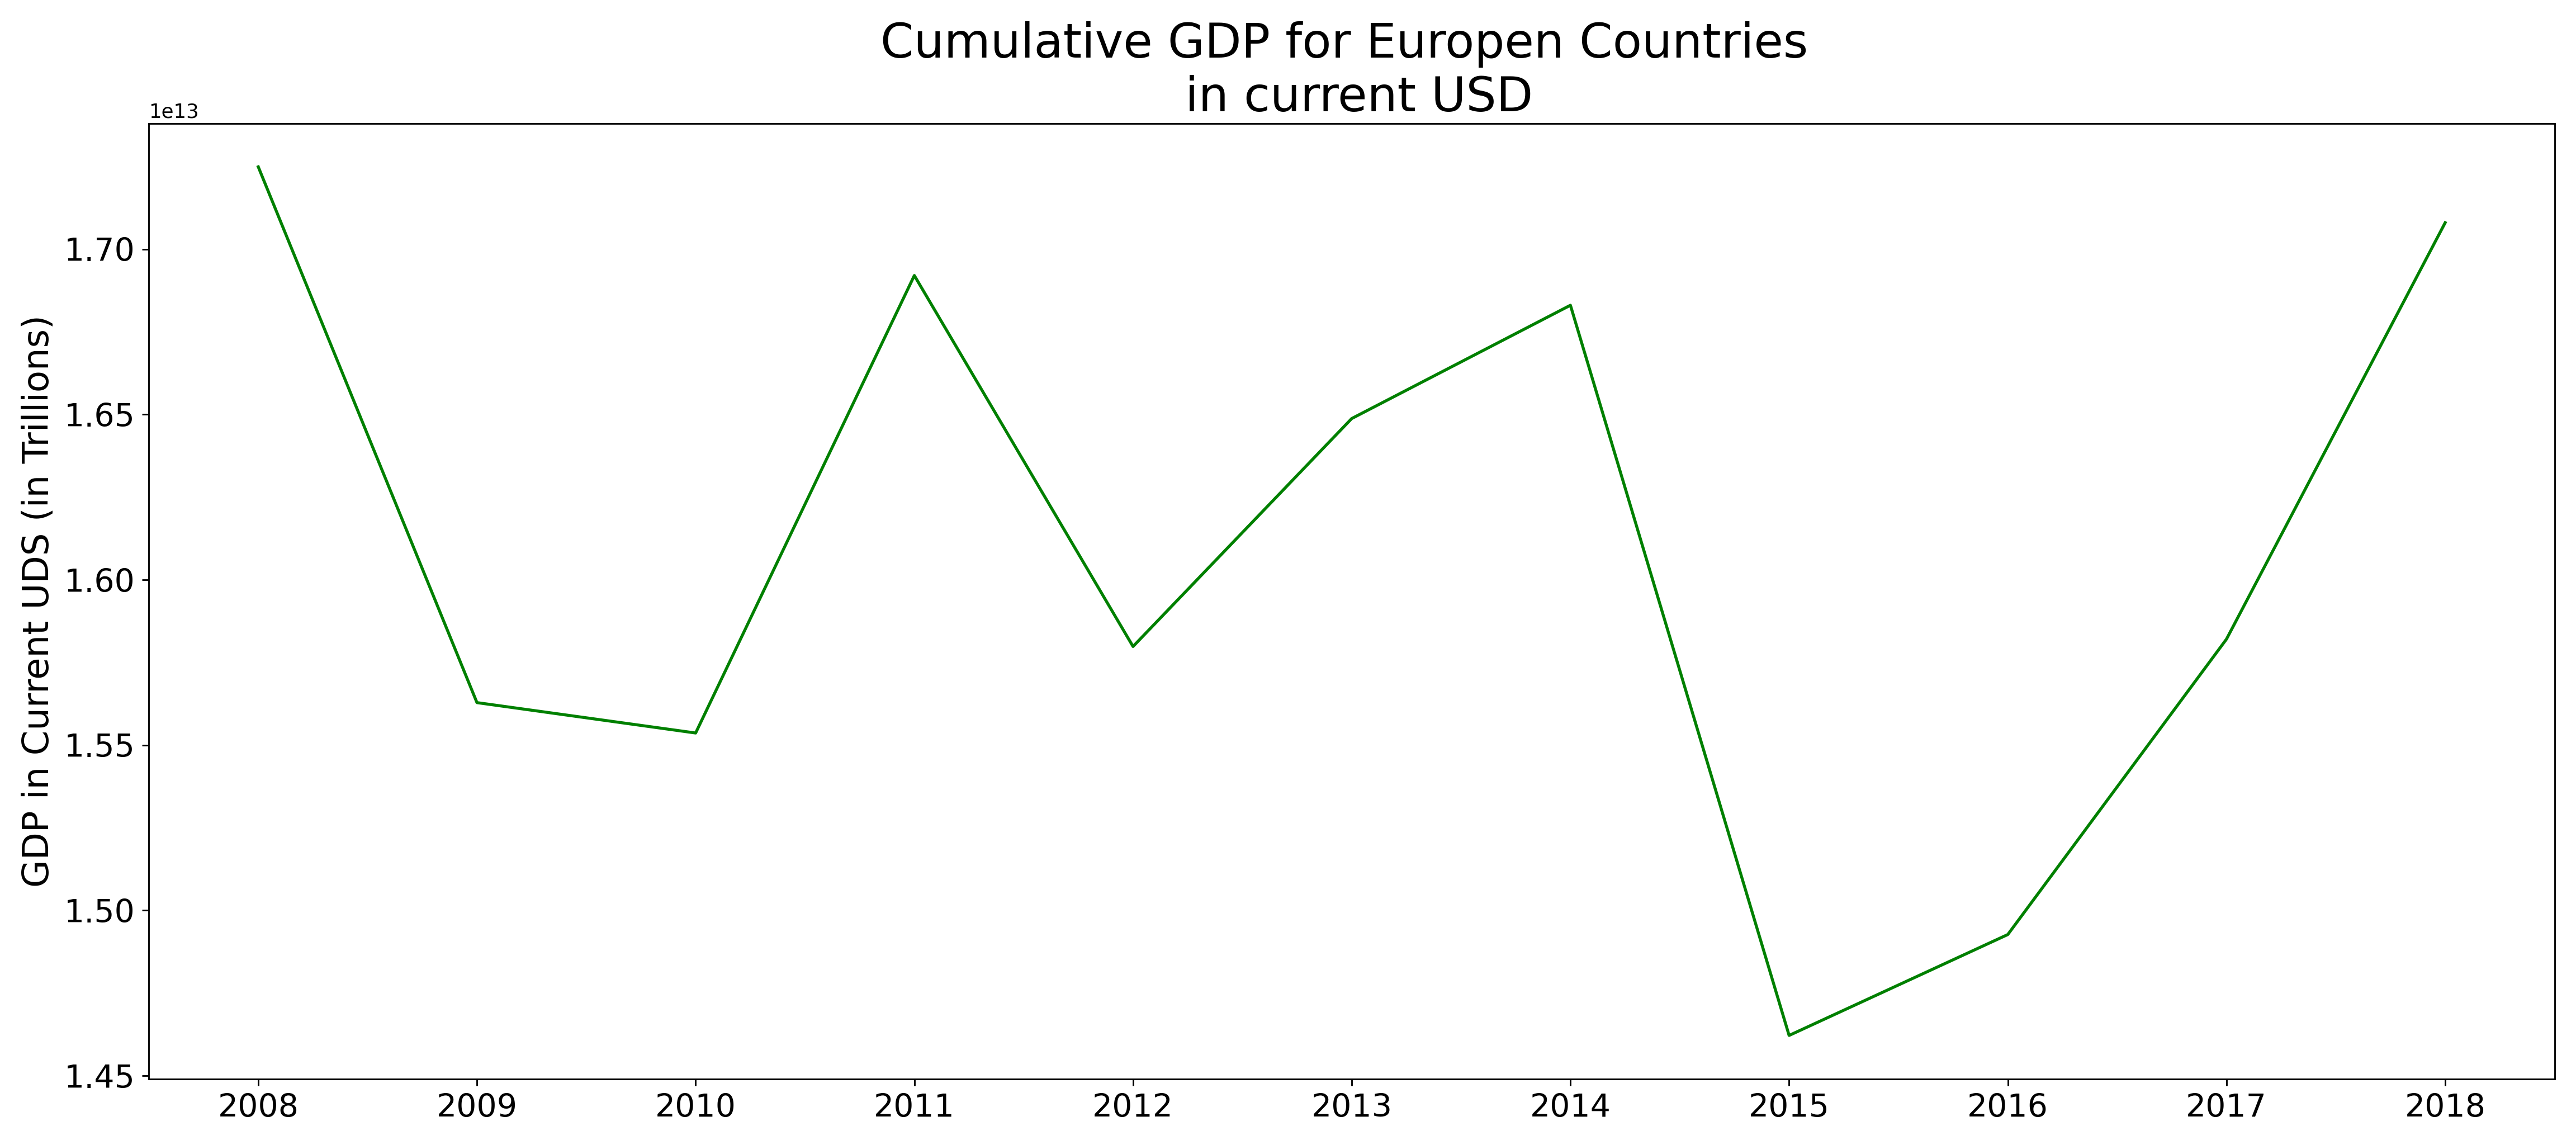 Cumulative GDP for Europen Countries
in current USD
1e13
GDP in Current UDS (in Trillions)
1.70
1.65
1.60
1.55
1.50
1.45
2008 2009 2010 2011 2012 2013 2014 2015 2016 2017 2018